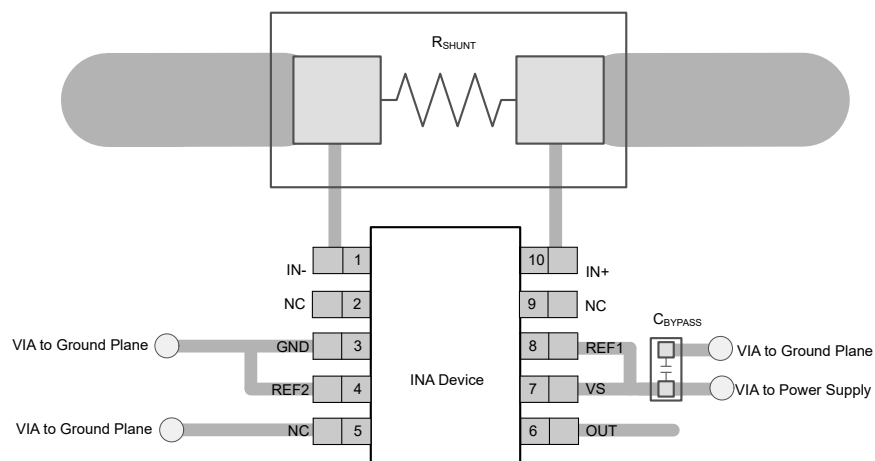 RSHUNT
1
10
IN-
IN+
NC
2
9
NC
CBYPASS
VIA to Ground Plane
GND
3
8
REF1
VIA to Ground Plane
REF2
4
INA Device
7
VS
VIA to Power Supply
VIA to Ground Plane
NC
5
6
OUT